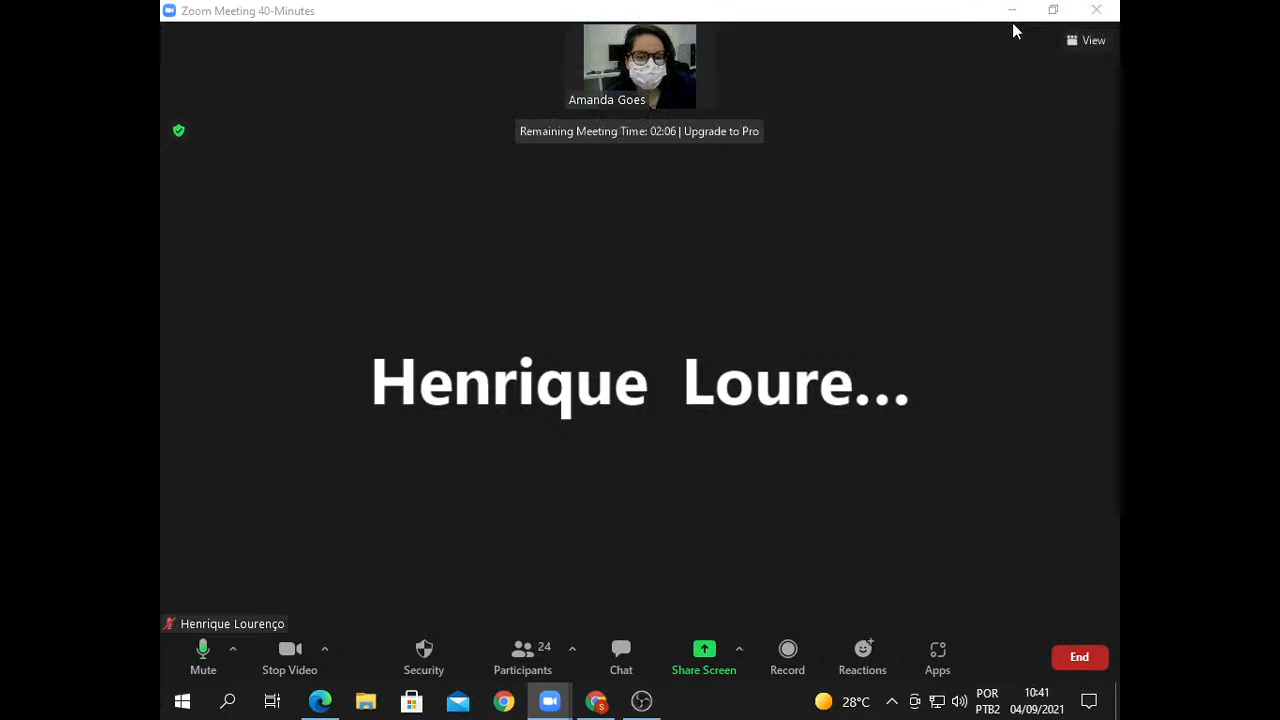 Zoom Meeting 40-Minutes
View
Amanda Goes
Remaining Meeting Time: 02:06 | Upgrade to Pro
Henrique Loure...
Henrique Lourenço
Mute
Stop Video
Security
24
Participants
Chat
Share Screen
Record
Reactions
Apps
End
28°C
POR
PTB2
10:41
04/09/2021